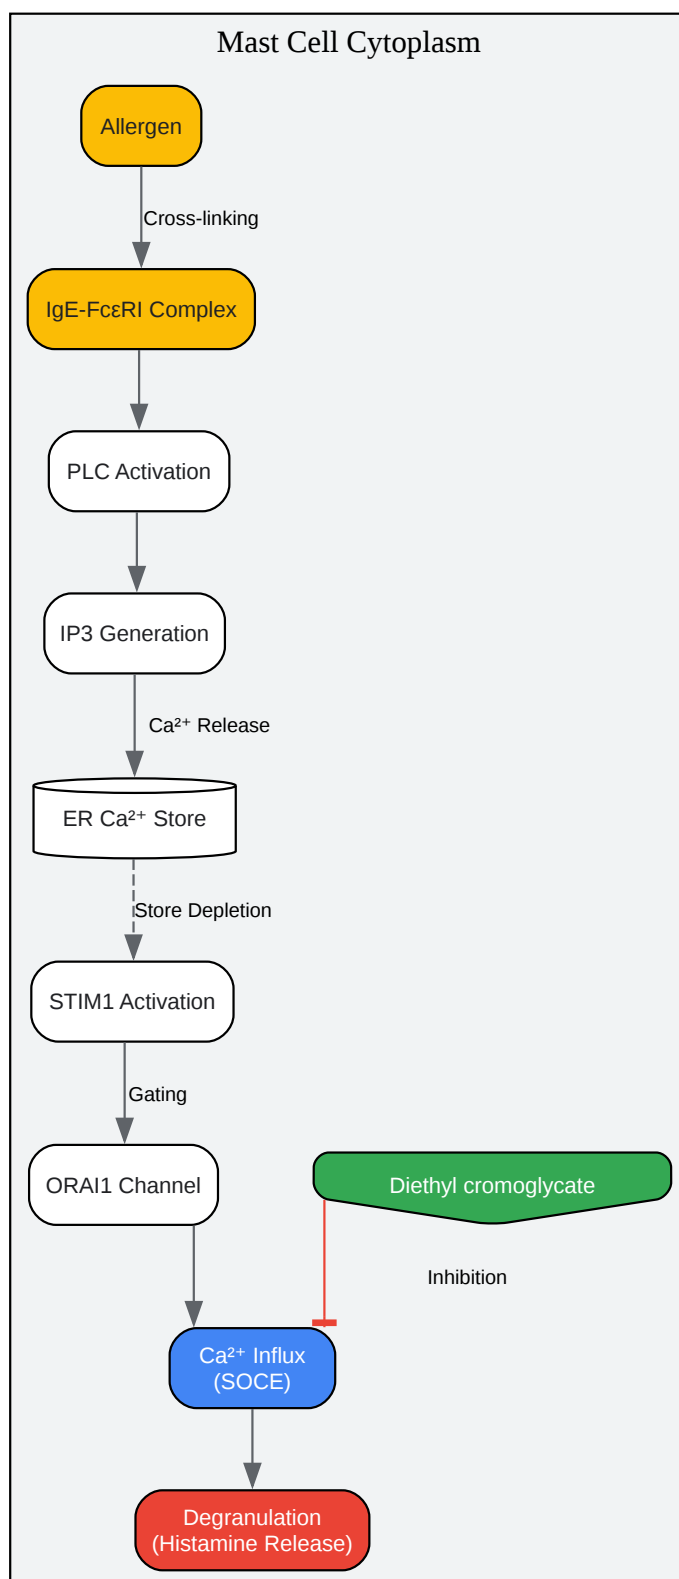 Mast Cell Cytoplasm
Allergen
Cross-linking
IgE-FcεRI Complex
PLC Activation
IP3 Generation
Ca²⁺ Release
ER Ca²⁺ Store
Store Depletion
STIM1 Activation
Gating
ORAI1 Channel
Diethyl cromoglycate
Inhibition
Ca²⁺ Influx
(SOCE)
Degranulation
(Histamine Release)